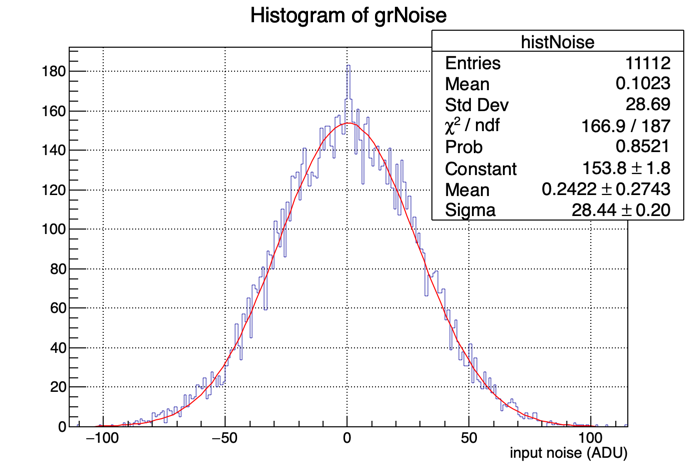 Histogram of grNoise
histNoise
Entries 11112
Mean 0.1023
Std Dev 28.69
χ² / ndf 166.9 / 187
Prob 0.8521
Constant 153.8 ± 1.8
Mean 0.2422 ± 0.2743
Sigma 28.44 ± 0.20
180
160
140
120
100
80
60
40
20
0
−100 −50 0 50 100
input noise (ADU)